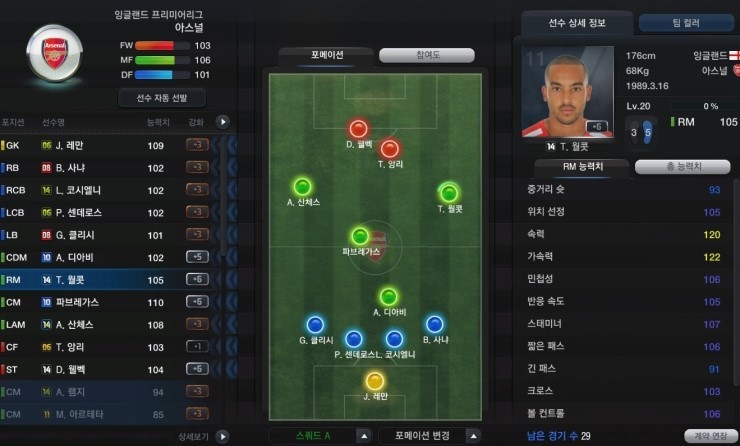 잉글랜드 프리미어리그
아스널
Arsenal
FW 103
MF 106
DF 101
선수 자동 선발
포지션 선수명 능력치 강화
GK 06 J. 레만 109 +3
RB 08 B. 사냐 102 +3
RCB 14 L. 코시엘니 102 +3
LCB 06 P. 센데로스 102 +3
LB 08 G. 클리시 101 +3
CDM 10 A. 디아비 102 +5
RM 14 T. 월콧 105 +6
CM 10 파브레가스 110 +6
LAM 14 A. 산체스 108 +3
CF 06 T. 앙리 103 +1
ST 14 D. 웰벡 104 +6
CM 14 A. 램지 94 +3
CM 11 M. 아르테타 85 +3
상세보기
포메이션 참여도
D. 웰벡
T. 앙리
A. 산체스
T. 월콧
파브레가스
A. 디아비
G. 클리시
B. 사냐
P. 센데로스
L. 코시엘니
J. 레만
스쿼드 A 포메이션 변경
선수 상세 정보 팀 컬러
11
176cm 잉글랜드
68Kg 아스널
1989.3.16
Lv.20 0 %
3 5 RM 105
+6
14 T. 월콧
RM 능력치 총 능력치
중거리 슛 93
위치 선정 105
속력 120
가속력 122
민첩성 106
반응 속도 105
스태미너 107
짧은 패스 106
긴 패스 91
크로스 103
볼 컨트롤 106
남은 경기 수 29 계약 연장